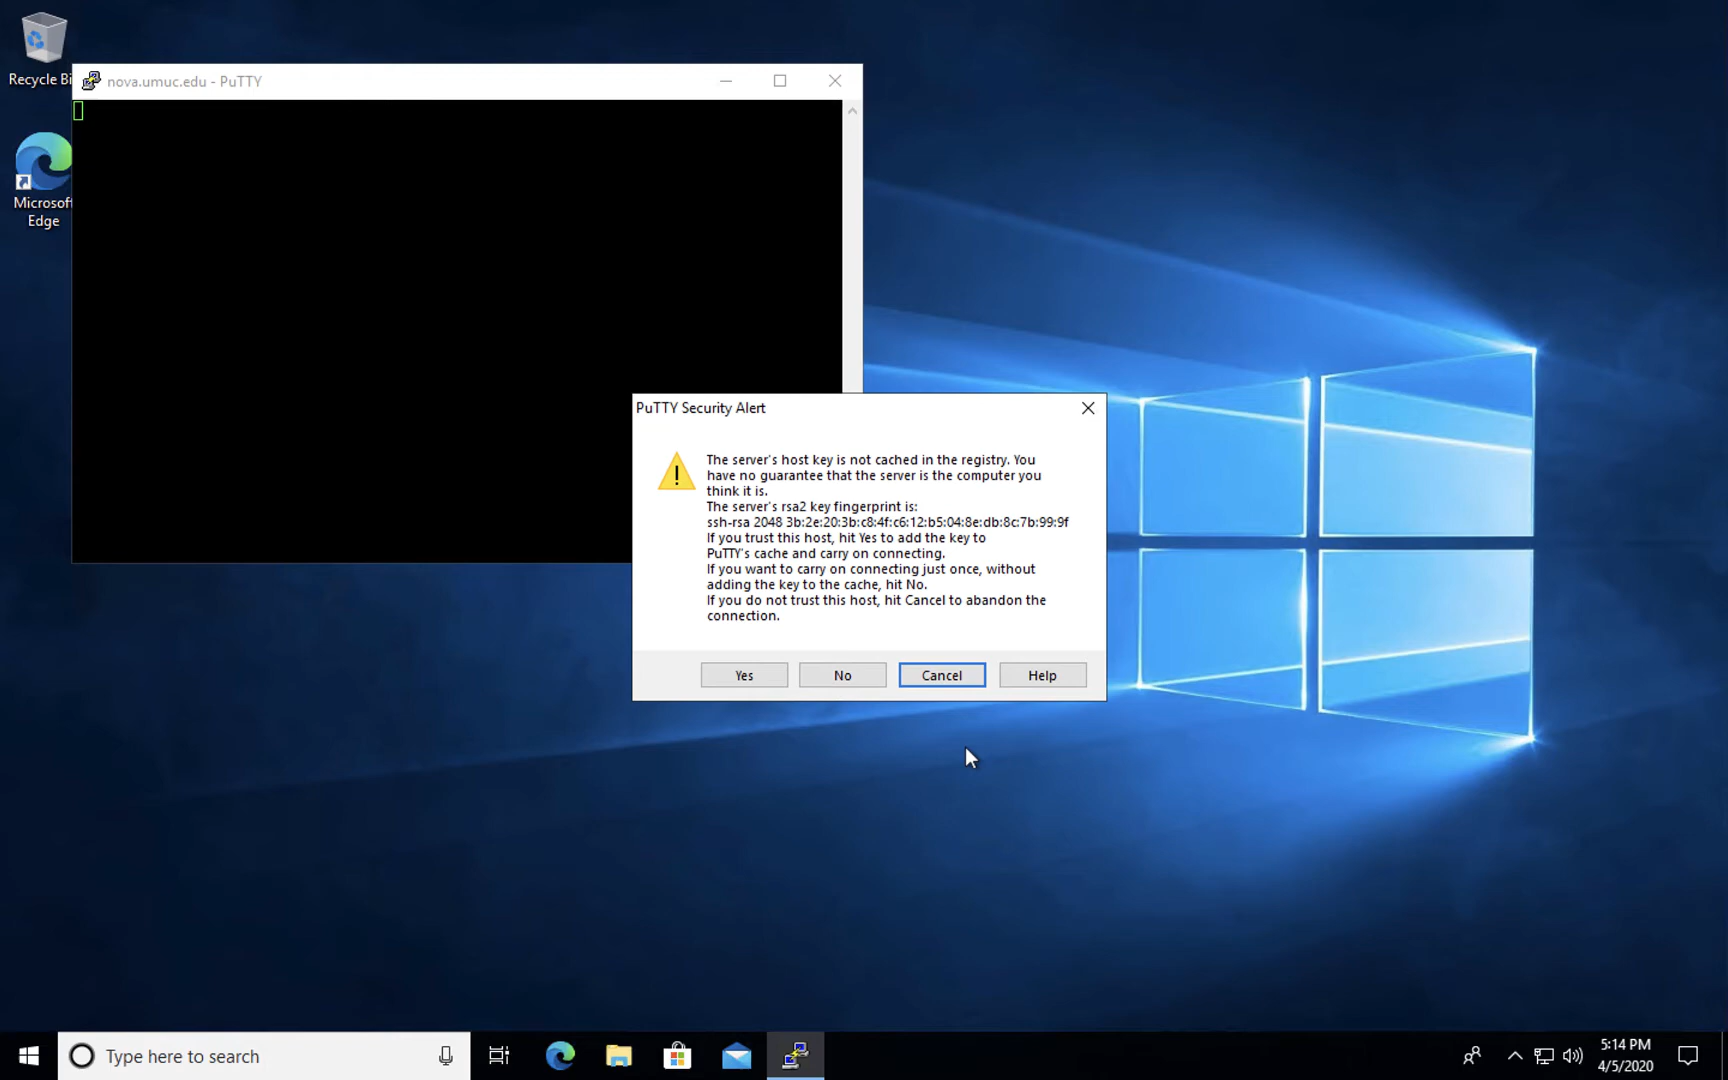 Recycle Bi
nova.umuc.edu - PuTTY
Microsoft
Edge
PuTTY Security Alert
The server's host key is not cached in the registry. You
have no guarantee that the server is the computer you
think it is.
The server's rsa2 key fingerprint is:
ssh-rsa 2048 3b:2e:20:3b:c8:4f:c6:12:b5:04:8e:db:8c:7b:99:9f
If you trust this host, hit Yes to add the key to
PuTTY's cache and carry on connecting.
If you want to carry on connecting just once, without
adding the key to the cache, hit No.
If you do not trust this host, hit Cancel to abandon the
connection.
Yes
No
Cancel
Help
Type here to search
5:14 PM
4/5/2020